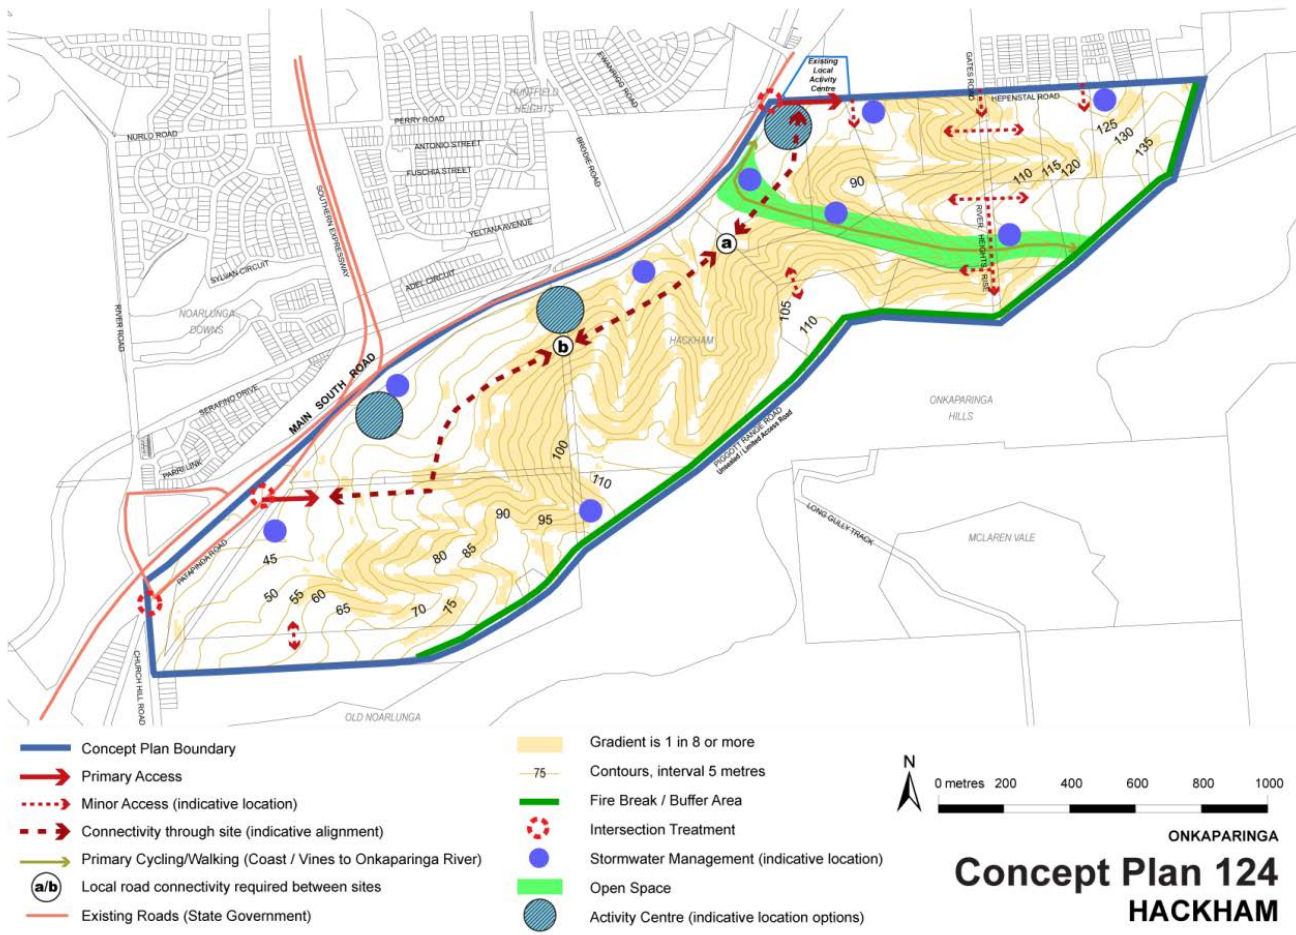 Existing
Local
Activity
Centre
GATES ROAD
HEPENSTAL ROAD
EWANRIGG ROAD
HUNTFIELD
HEIGHTS
NURLO ROAD
PERRY ROAD
ANTONIO STREET
FUSCHIA STREET
BRODIE ROAD
SOUTHERN EXPRESSWAY
YELTANA AVENUE
SYLVAN CIRCUIT
ADEL CIRCUIT
125
130
135
110
115
120
90
RIVER HEIGHTS RISE
a
NOARLUNGA
DOWNS
RIVER ROAD
105
110
HACKHAM
b
MAIN SOUTH ROAD
SERAFINO DRIVE
PARRI LINK
ONKAPARINGA
HILLS
PIGGOTT RANGE ROAD
Unsealed / Limited Access Road
100
110
90
95
LONG GULLY TRACK
MCLAREN VALE
PATAPINDA ROAD
45
80
85
50
55
60
65
70
75
CHURCH HILL ROAD
OLD NOARLUNGA
Concept Plan Boundary
Primary Access
Minor Access (indicative location)
Connectivity through site (indicative alignment)
Primary Cycling/Walking (Coast / Vines to Onkaparinga River)
a/b Local road connectivity required between sites
Existing Roads (State Government)
Gradient is 1 in 8 or more
75 Contours, interval 5 metres
Fire Break / Buffer Area
Intersection Treatment
Stormwater Management (indicative location)
Open Space
Activity Centre (indicative location options)
N
0 metres 200 400 600 800 1000
ONKAPARINGA
Concept Plan 124
HACKHAM